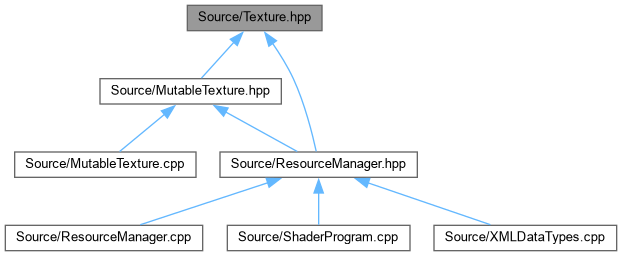 Source/Texture.hpp
Source/MutableTexture.hpp
Source/MutableTexture.cpp
Source/ResourceManager.hpp
Source/ResourceManager.cpp
Source/ShaderProgram.cpp
Source/XMLDataTypes.cpp